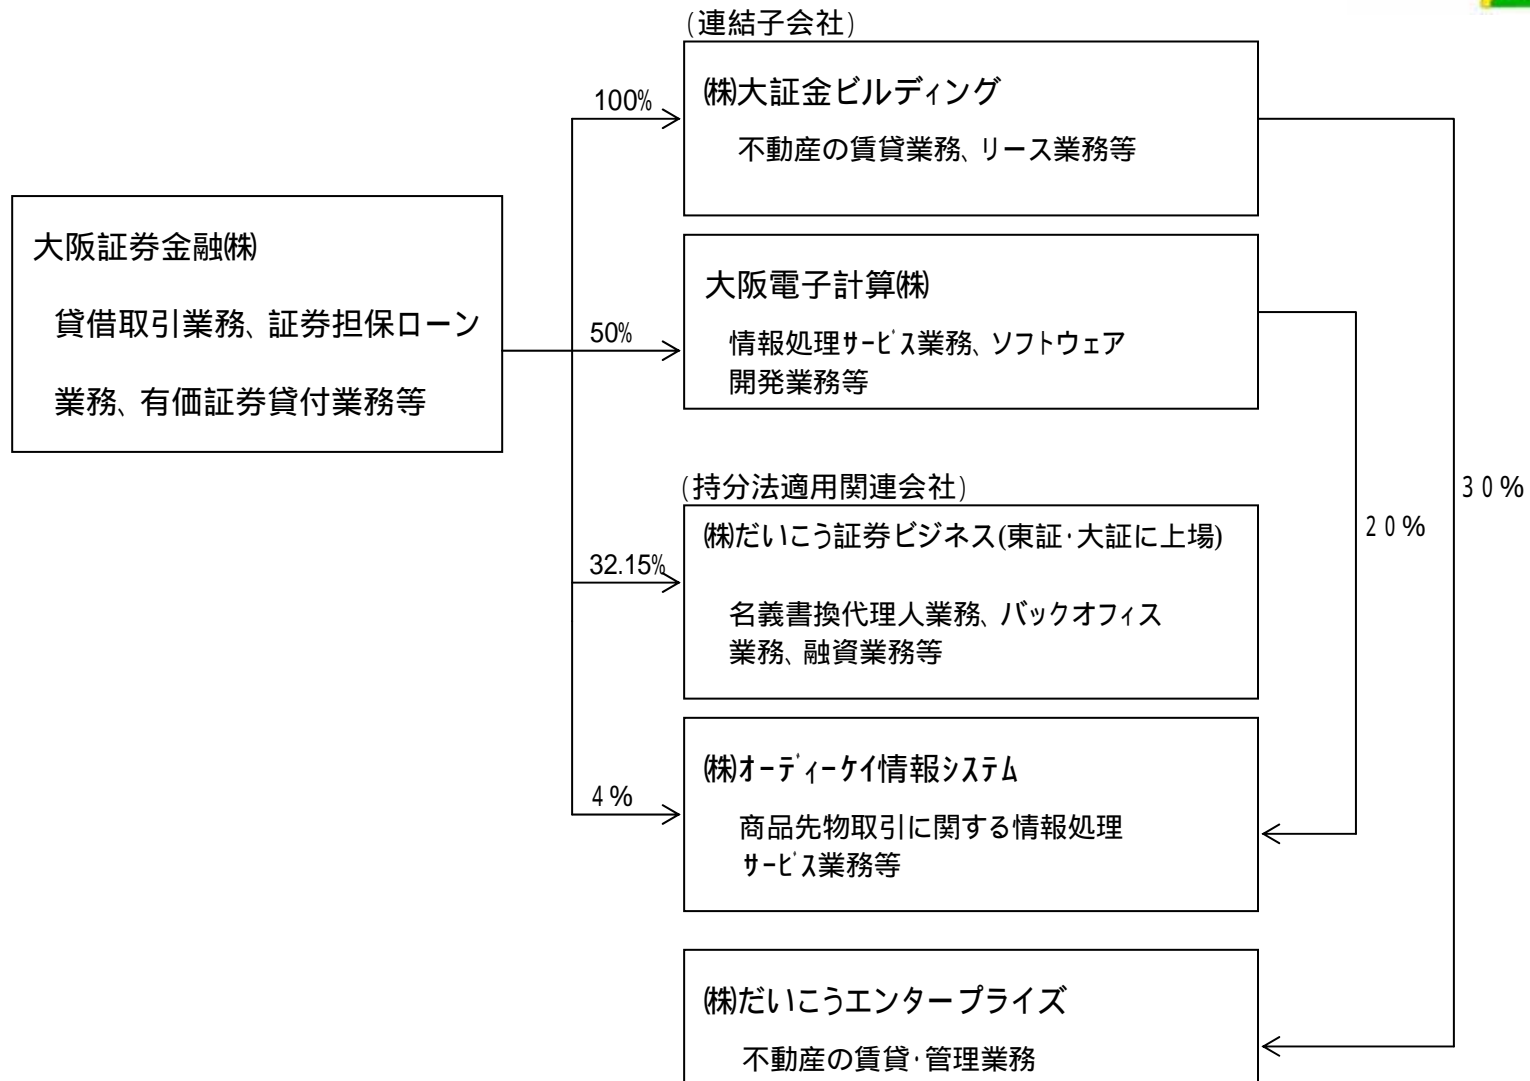 (連結子会社)
100%
㈱大証金ビルディング
不動産の賃貸業務、リース業務等
大阪証券金融㈱
貸借取引業務、証券担保ローン
業務、有価証券貸付業務等
50%
大阪電子計算㈱
情報処理ｻｰﾋﾞｽ業務、ソフトウェア
開発業務等
(持分法適用関連会社)
30%
20%
32.15%
㈱だいこう証券ビジネス(東証・大証に上場)
名義書換代理人業務、バックオフィス
業務、融資業務等
4%
㈱ｵｰﾃﾞｨｰｹｲ情報ｼｽﾃﾑ
商品先物取引に関する情報処理
ｻｰﾋﾞｽ業務等
㈱だいこうエンタープライズ
不動産の賃貸・管理業務